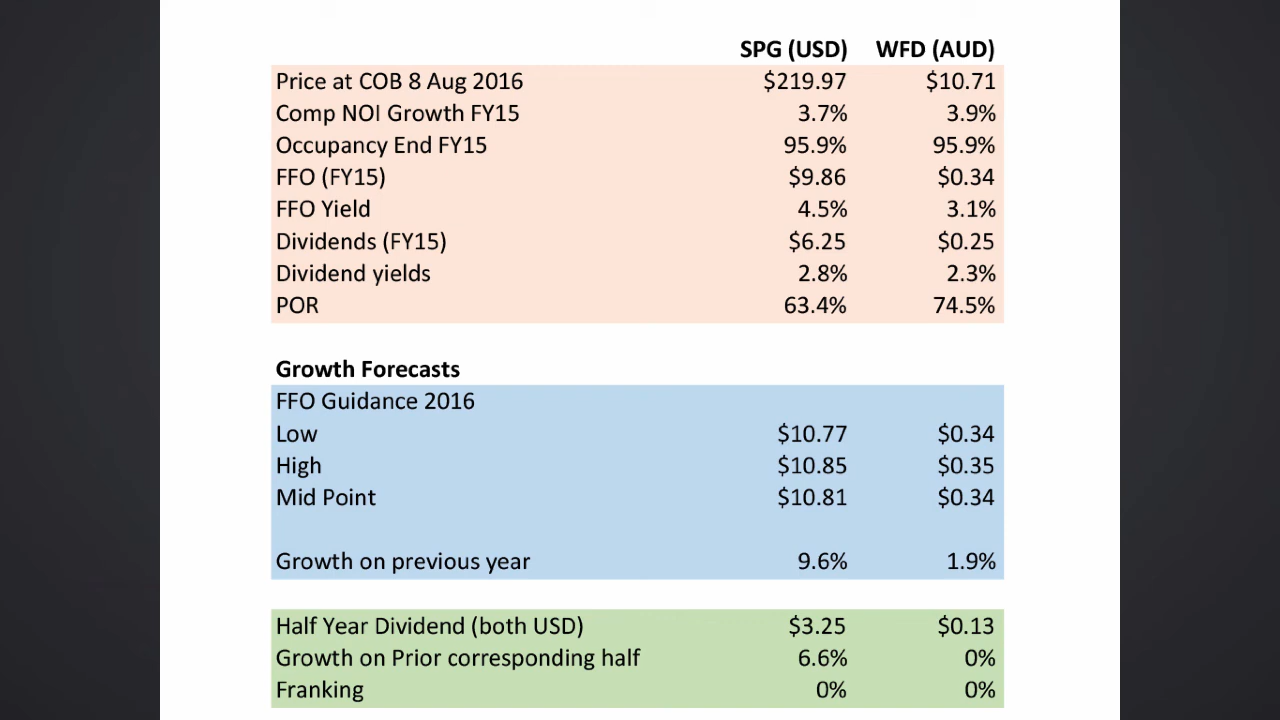 SPG (USD) WFD (AUD)
Price at COB 8 Aug 2016 $219.97 $10.71
Comp NOI Growth FY15 3.7% 3.9%
Occupancy End FY15 95.9% 95.9%
FFO (FY15) $9.86 $0.34
FFO Yield 4.5% 3.1%
Dividends (FY15) $6.25 $0.25
Dividend yields 2.8% 2.3%
POR 63.4% 74.5%
Growth Forecasts
FFO Guidance 2016
Low $10.77 $0.34
High $10.85 $0.35
Mid Point $10.81 $0.34
Growth on previous year 9.6% 1.9%
Half Year Dividend (both USD) $3.25 $0.13
Growth on Prior corresponding half 6.6% 0%
Franking 0% 0%